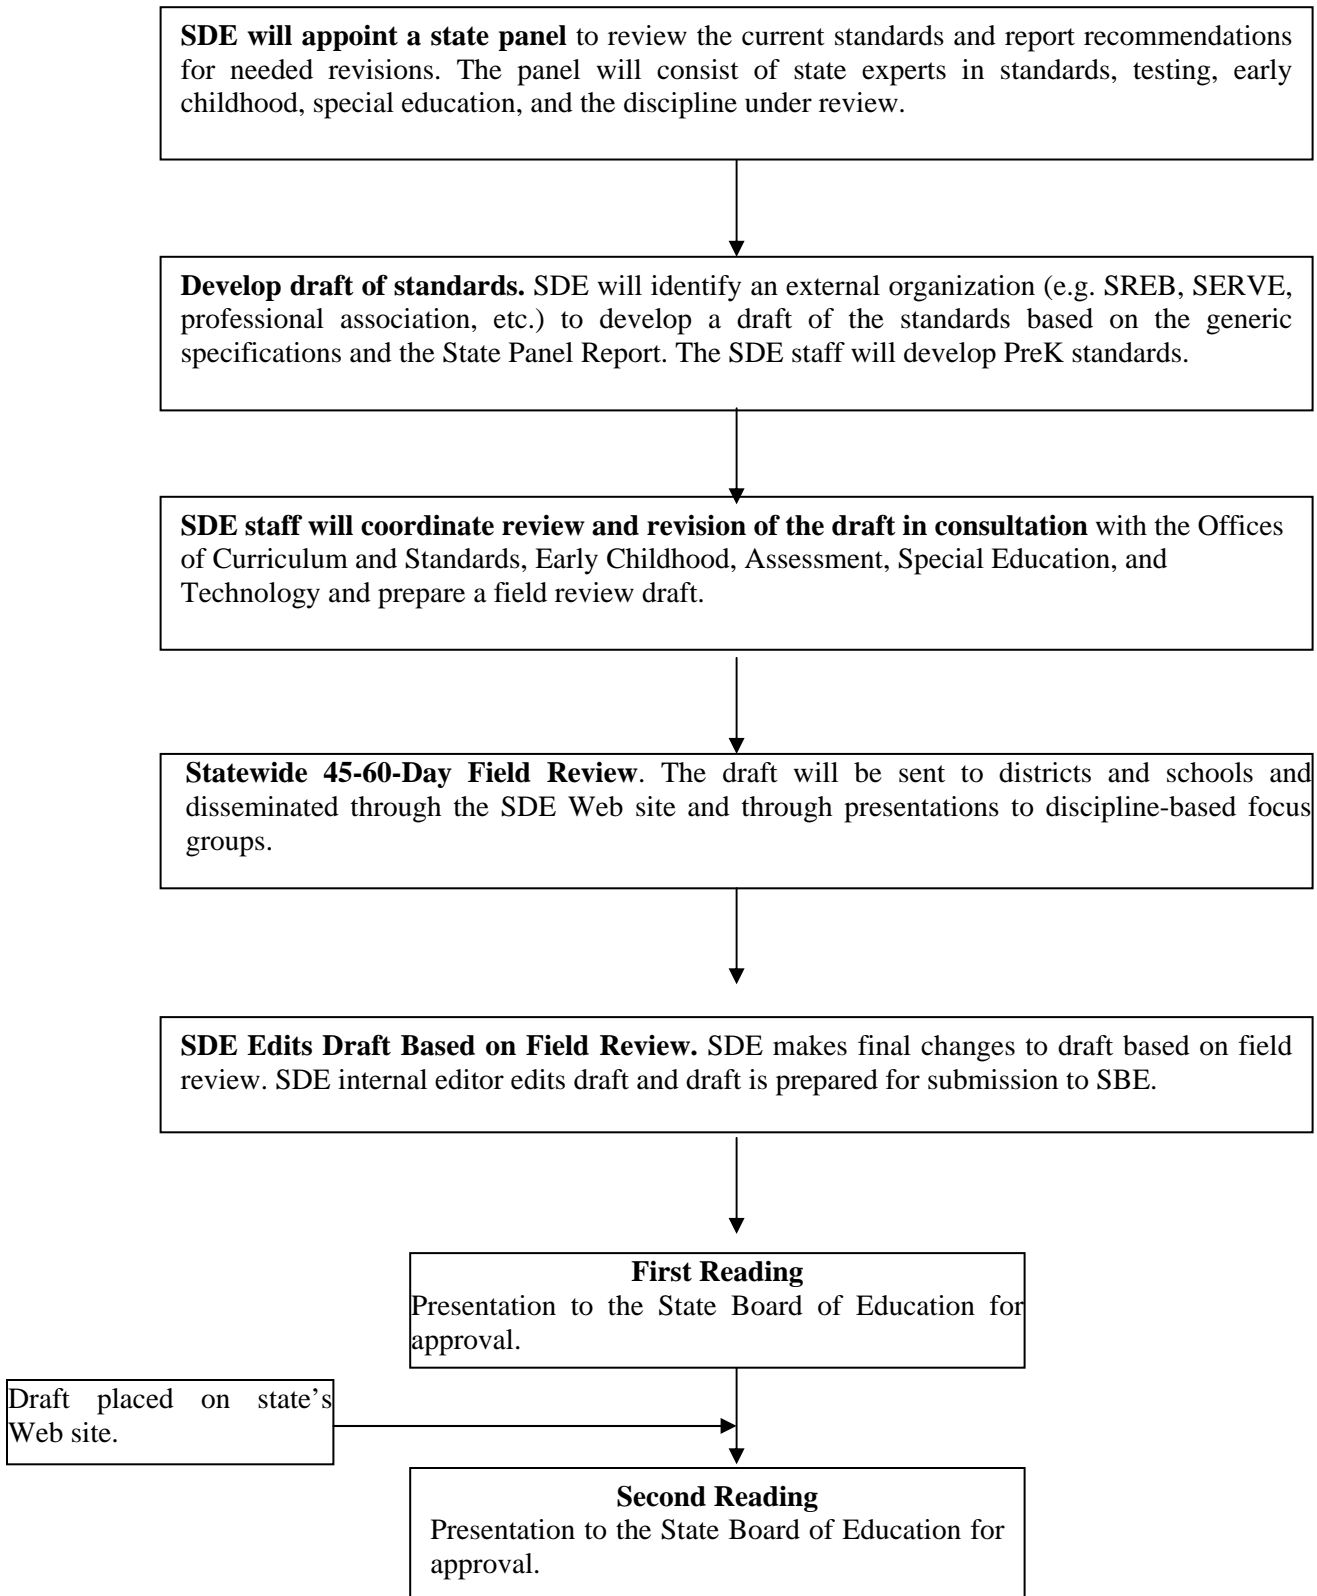 SDE will appoint a state panel to review the current standards and report recommendations
for needed revisions. The panel will consist of state experts in standards, testing, early
childhood, special education, and the discipline under review.
Develop draft of standards. SDE will identify an external organization (e.g. SREB, SERVE,
professional association, etc.) to develop a draft of the standards based on the generic
specifications and the State Panel Report. The SDE staff will develop PreK standards.
SDE staff will coordinate review and revision of the draft in consultation with the Offices
of Curriculum and Standards, Early Childhood, Assessment, Special Education, and
Technology and prepare a field review draft.
Statewide 45-60-Day Field Review. The draft will be sent to districts and schools and
disseminated through the SDE Web site and through presentations to discipline-based focus
groups.
SDE Edits Draft Based on Field Review. SDE makes final changes to draft based on field
review. SDE internal editor edits draft and draft is prepared for submission to SBE.
First Reading
Presentation to the State Board of Education for
approval.
Draft placed on state’s
Web site.
Second Reading
Presentation to the State Board of Education for
approval.